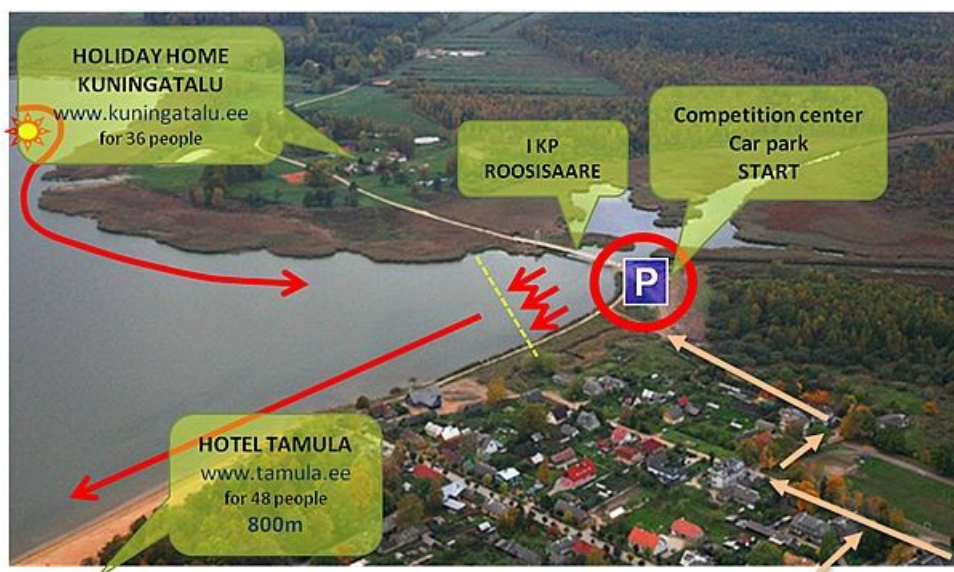 HOLIDAY HOME
KUNINGATALU
www.kuningatalu.ee
for 36 people
I KP
ROOSISAARE
Competition center
Car park
START
P
HOTEL TAMULA
www.tamula.ee
for 48 people
800m